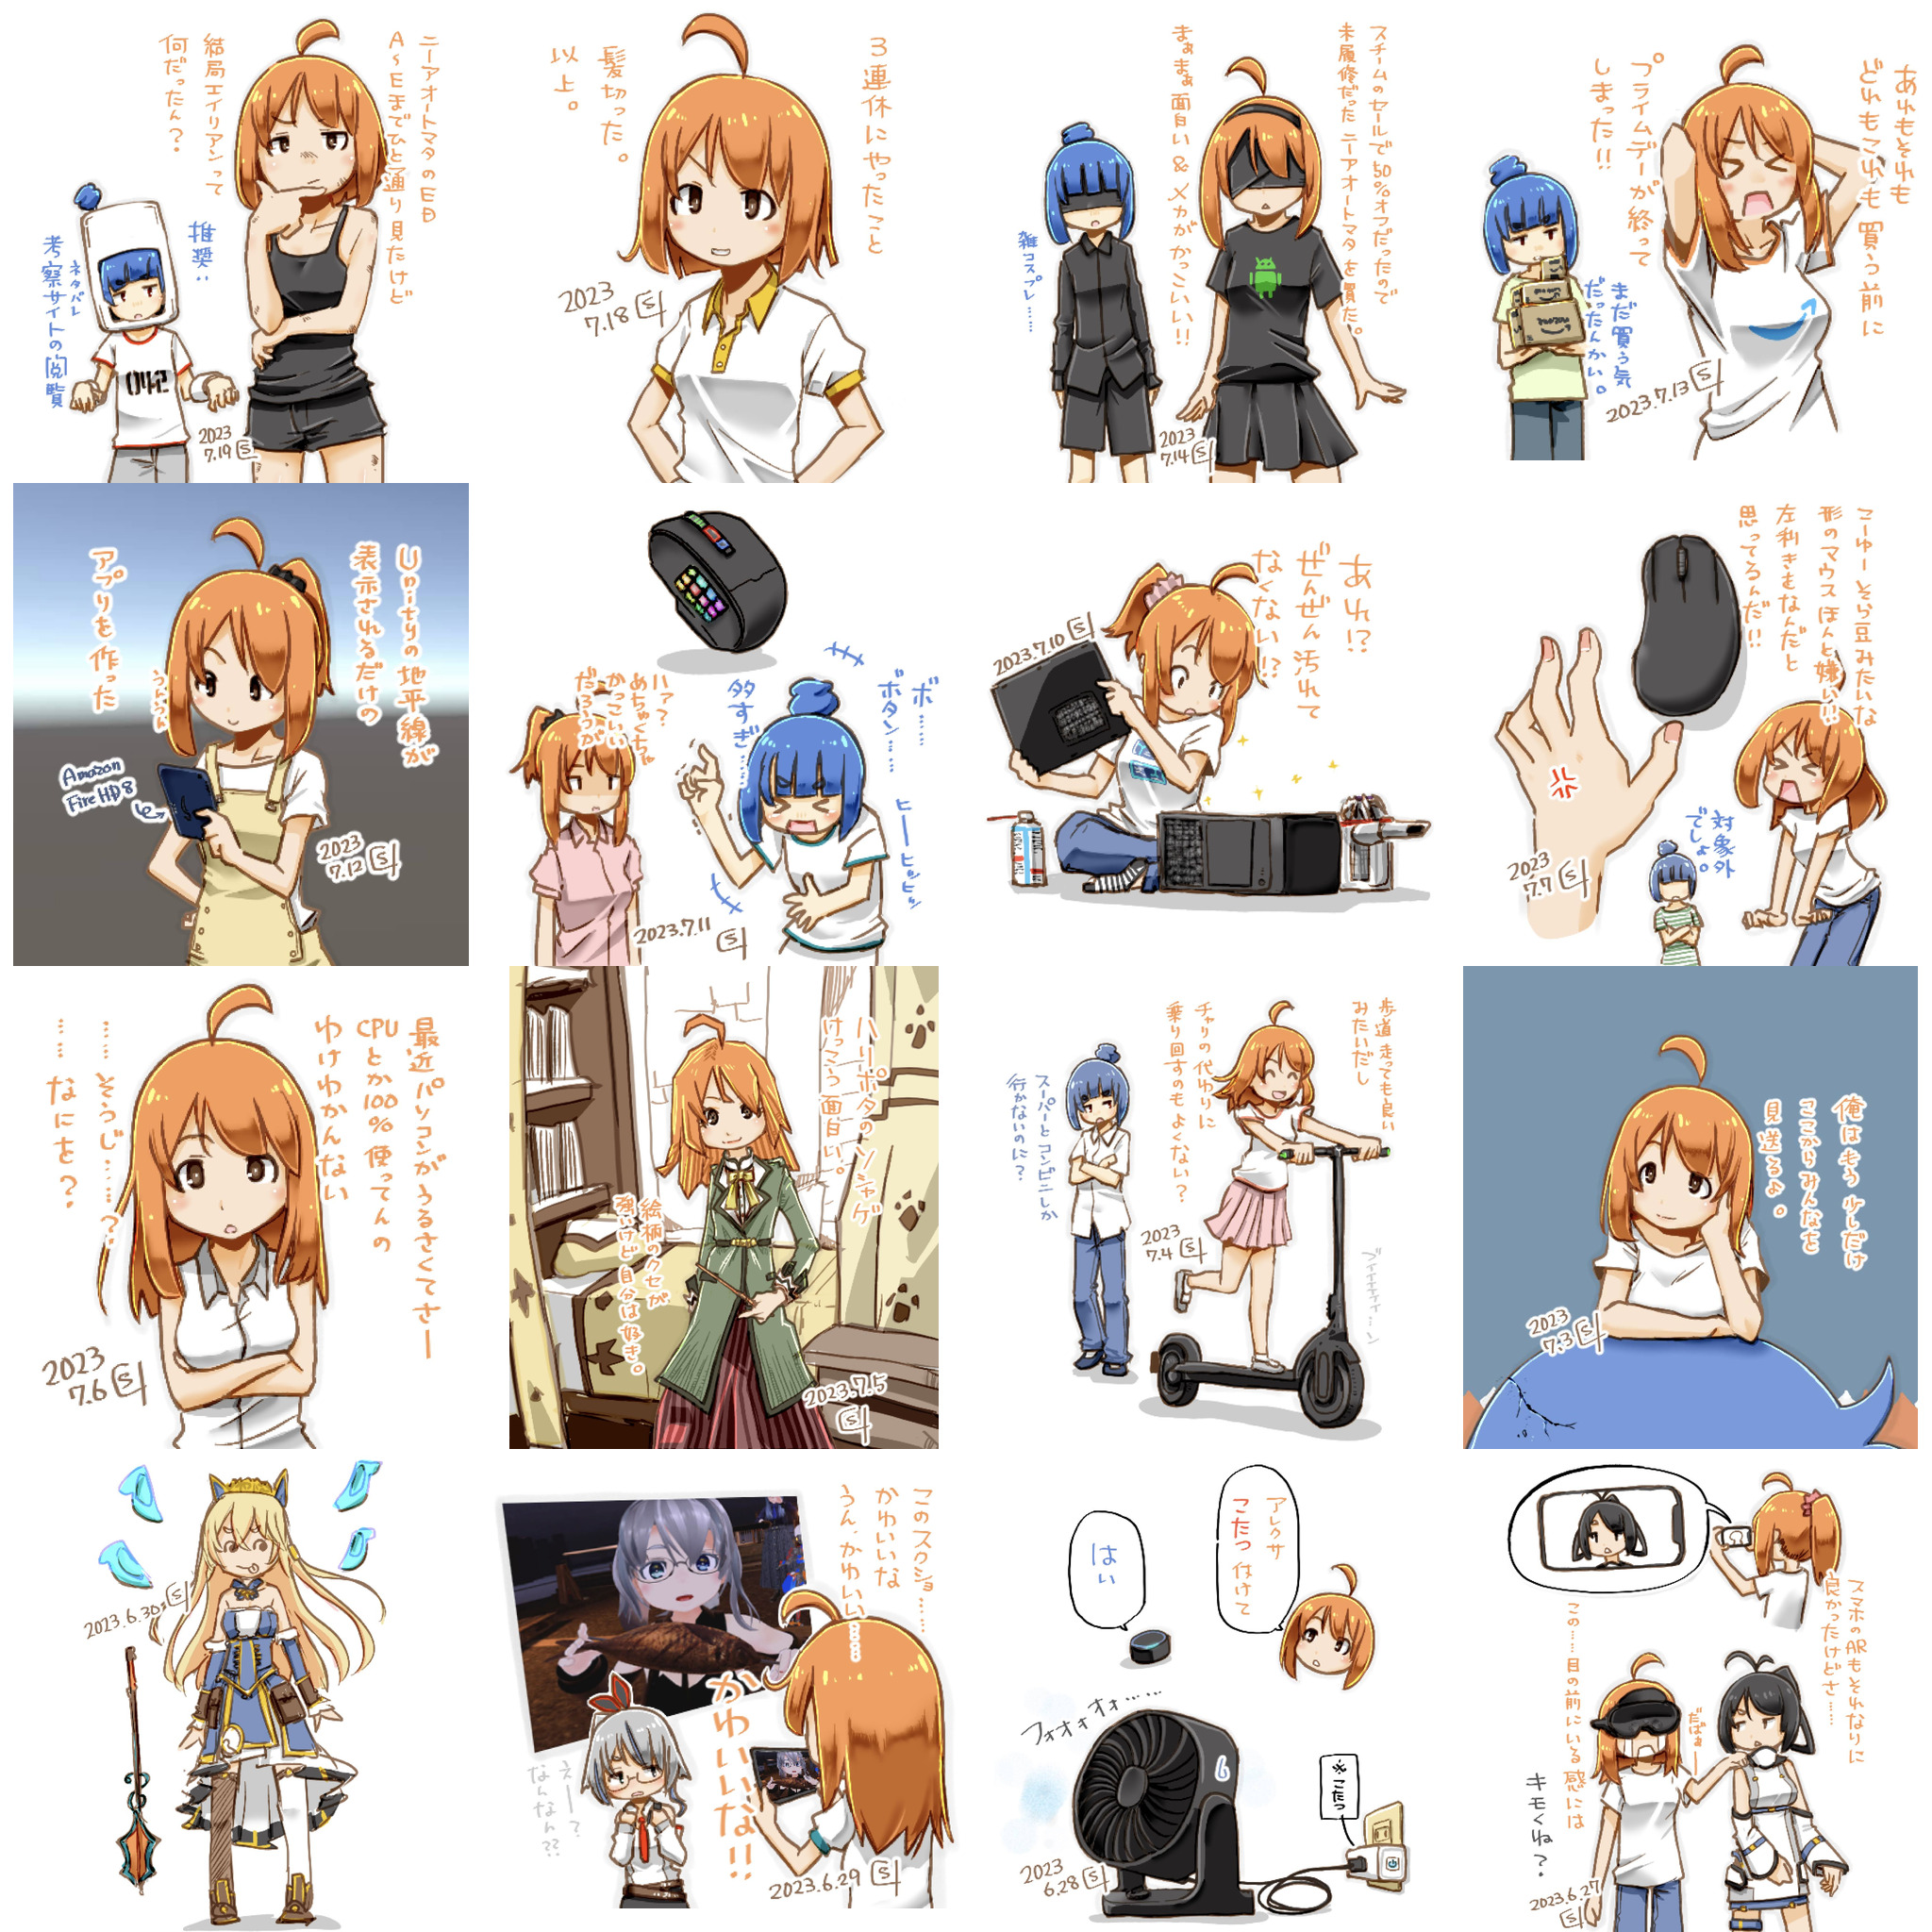 ニーアオートマタのED
A〜Eまでひと通り見たけど
結局エイリアンって
何だったん？
推奨：
ネタバレ
考察サイトの閲覧
042
2023
7.19 S
3連休にやったこと
髪切った。
以上。
2023
7.18 S
スチームのセールで50%オフだったので
未履修だったニーアオートマタを買った。
まぁまぁ面白い&メカがかっこいい!!
雑コスプレ……
2023
7.14 S
あれもそれも
どれもこれも買う前に
プライムデーが終って
しまった!!
まだ買う気
だったんかい。
2023.7.13 S
Unityの地平線が
表示されるだけの
アプリを作った
うんうん
Amazon
Fire HD 8
2023
7.12 S
ボ……
ボタン……
多すぎ……
ヒーヒッヒッ
ハァ？
めちゃくちゃ
かっこいい
だろうが
2023.7.11 S
あれ!?
ぜんぜん汚れて
なくない!?
2023.7.10 S
こーゆーそら豆みたいな
形のマウスほんと嫌い!!
左利きをなんだと
思ってるんだ!!
対象外
でしょ。
2023
7.7 S
最近パソコンがうるさくてさー
CPUとか100%使ってんの
わけわかんない
……そうじ……？
……なにを？
2023
7.6 S
ハリーポタのソシャゲ
けっこう面白い。
絵柄のクセが
強いけど自分は好き。
2023.7.5
S
歩道走っても良い
みたいだし
チャリの代わりに
乗り回すのもよくない？
スーパーとコンビニしか
行かないのに？
2023
7.4 S
俺はもう少しだけ
ここからみんなを
見送るよ。
2023
7.3 S
2023.6.30 S
このスクショ……
かわいいな
うん、かわいい……
かわいいな!!
えー？
なんなん??
2023.6.29 S
アレクサ
こたつ付けて
はい
フォオォオォ……
※こたつ
2023
6.28 S
スマホのARもそれなりに
良かったけどさ……
この……目の前にいる感には
だばぁー
キモくね？
2023.6.27
S